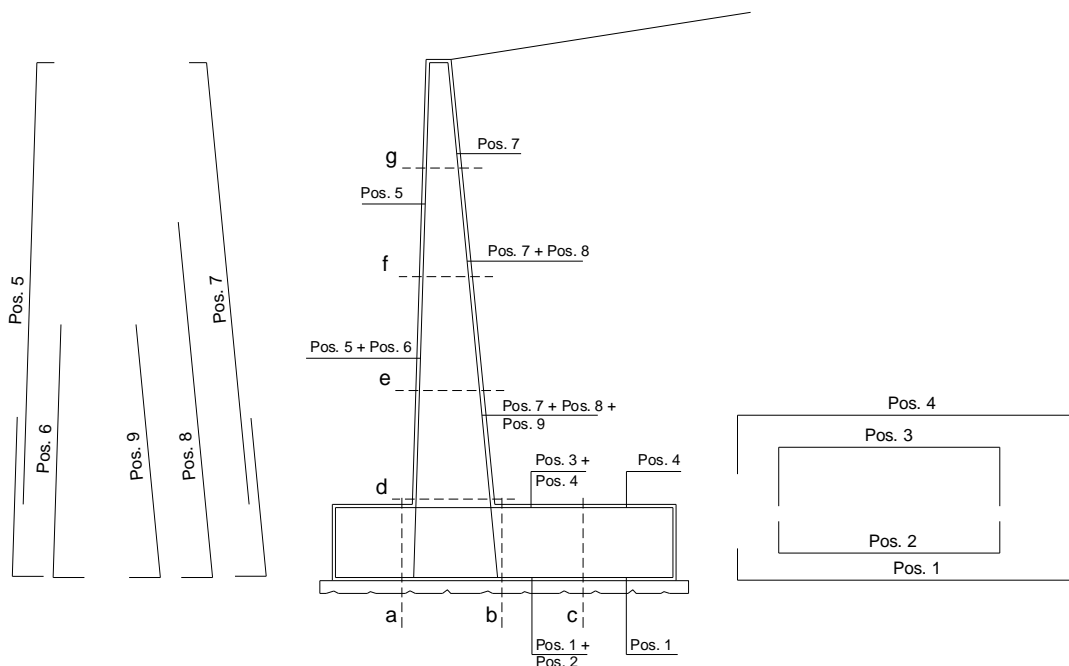 Pos. 5
Pos. 6
Pos. 9
Pos. 8
Pos. 7
g
Pos. 7
Pos. 5
f
Pos. 7 + Pos. 8
Pos. 5 + Pos. 6
e
Pos. 7 + Pos. 8 +
Pos. 9
d
Pos. 3 +
Pos. 4
Pos. 4
a
b
c
Pos. 1 +
Pos. 2
Pos. 1
Pos. 4
Pos. 3
Pos. 2
Pos. 1